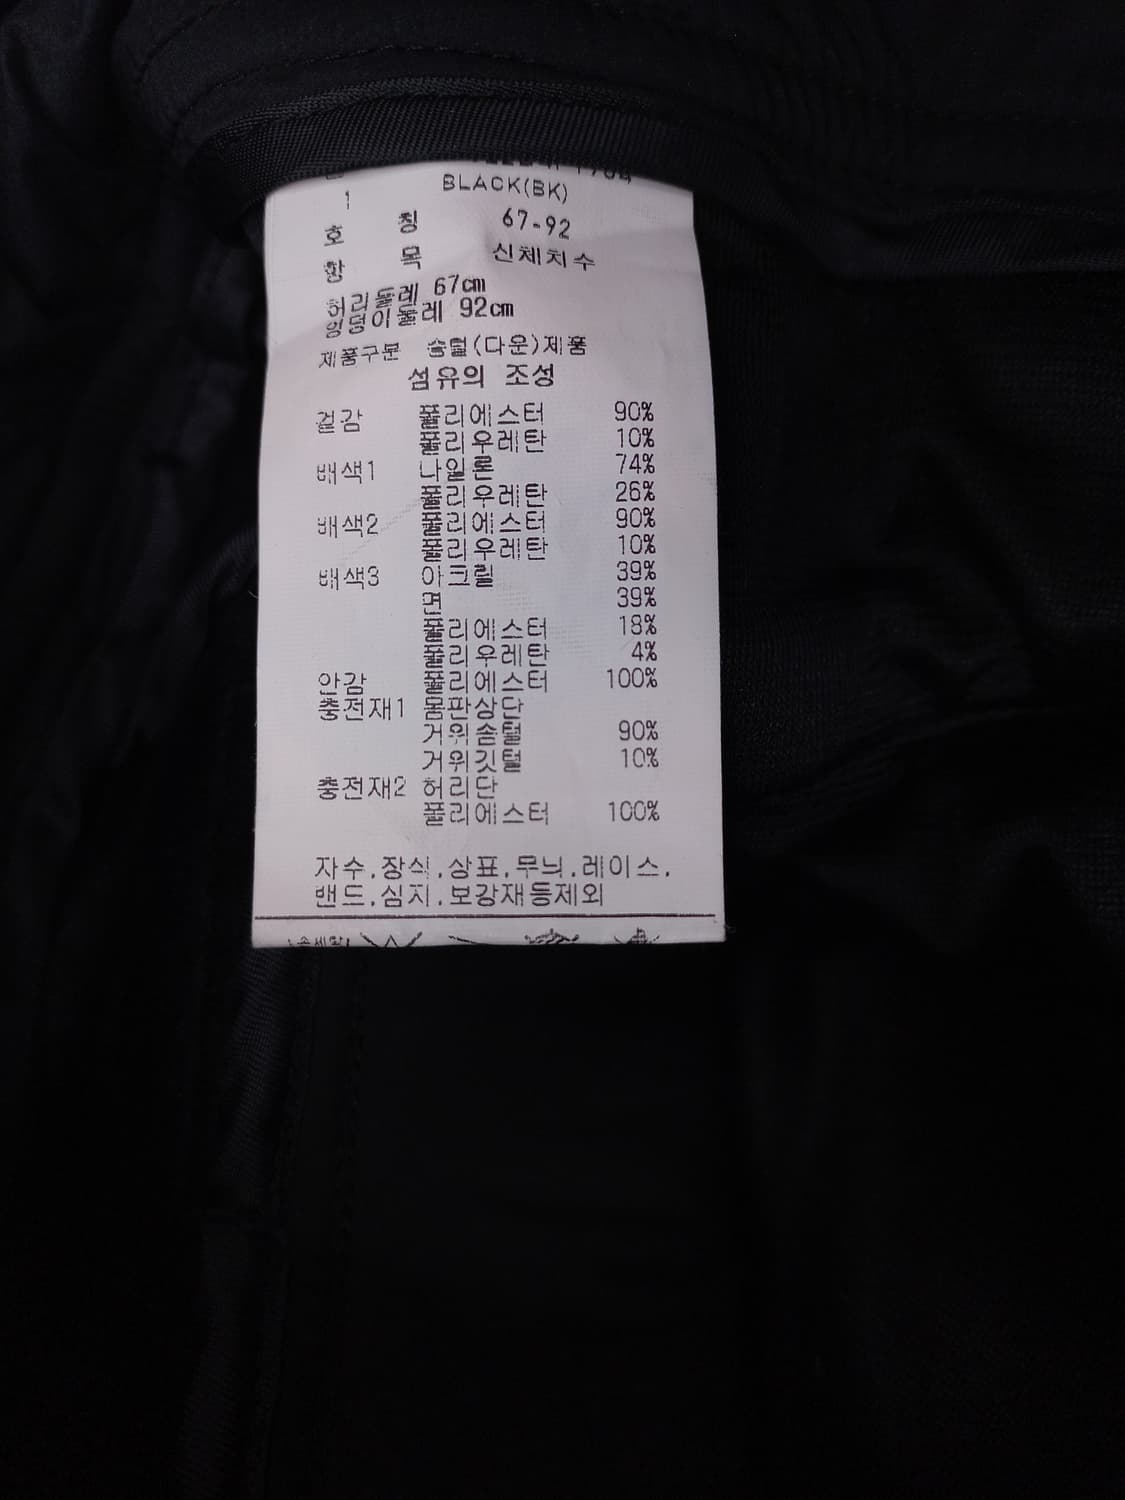 BLACK(BK)
호 칭 67-92
항 목 신체치수
허리둘레 67cm
엉덩이둘레 92cm
제품구분 솜털(다운)제품
섬유의 조성
겉감 폴리에스터 90%
폴리우레탄 10%
배색1 나일론 74%
폴리우레탄 26%
배색2 폴리에스터 90%
폴리우레탄 10%
배색3 아크릴 39%
면 39%
폴리에스터 18%
폴리우레탄 4%
안감 폴리에스터 100%
충전재1 몸판상단
거위솜털 90%
거위깃털 10%
충전재2 허리단
폴리에스터 100%
자수.장식.상표.무늬.레이스.
밴드.심지.보강재등제외